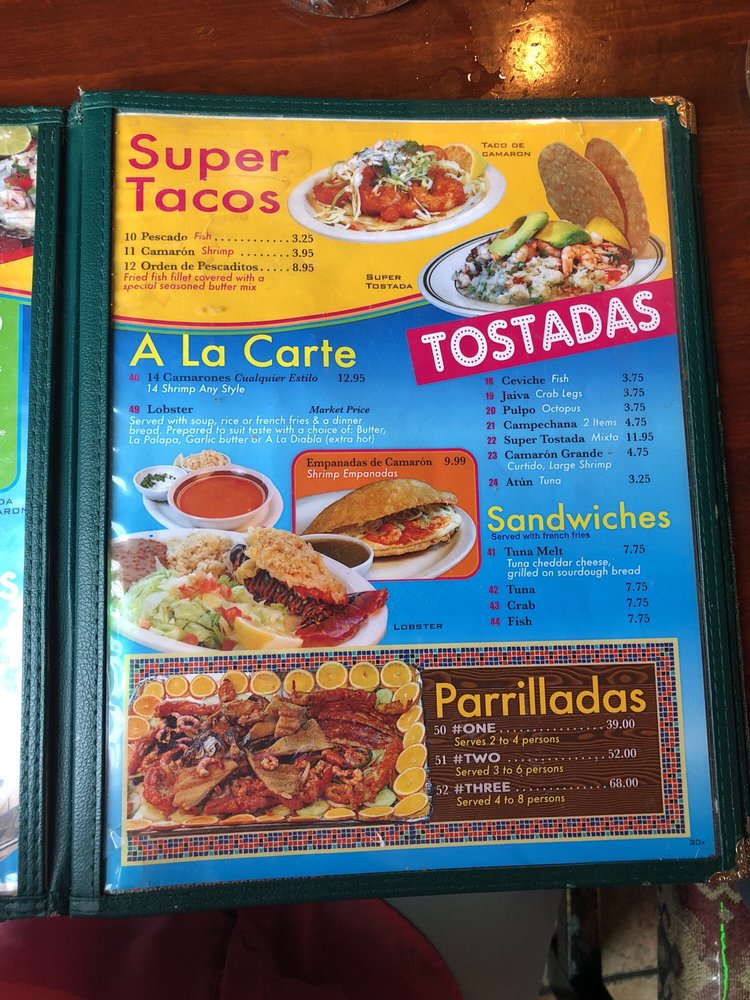 Super
Tacos
10 Pescado Fish............3.25
11 Camarón Shrimp..........3.95
12 Orden de Pescaditos.....8.95
Fried fish fillet covered with a
special seasoned butter mix
TACO DE
CAMARON
SUPER
TOSTADA
A La Carte
14 Camarones Cualquier Estilo 12.95
14 Shrimp Any Style
49 Lobster Market Price
Served with soup, rice or french fries & a dinner
bread. Prepared to suit taste with a choice of: Butter,
La Palapa, Garlic butter or A La Diabla (extra hot)
Empanadas de Camarón 9.99
Shrimp Empanadas
LOBSTER
TOSTADAS
18 Ceviche Fish 3.75
19 Jaiva Crab Legs 3.75
20 Pulpo Octopus 3.75
21 Campechana 2 Items 4.75
22 Super Tostada Mixta 11.95
23 Camarón Grande 4.75
Curtido, Large Shrimp
24 Atún Tuna 3.25
Sandwiches
Served with french fries
41 Tuna Melt 7.75
Tuna cheddar cheese,
grilled on sourdough bread
42 Tuna 7.75
43 Crab 7.75
44 Fish 7.75
Parrilladas
50 #ONE....................39.00
Serves 2 to 4 persons
51 #TWO....................52.00
Served 3 to 6 persons
52 #THREE..................68.00
Served 4 to 8 persons